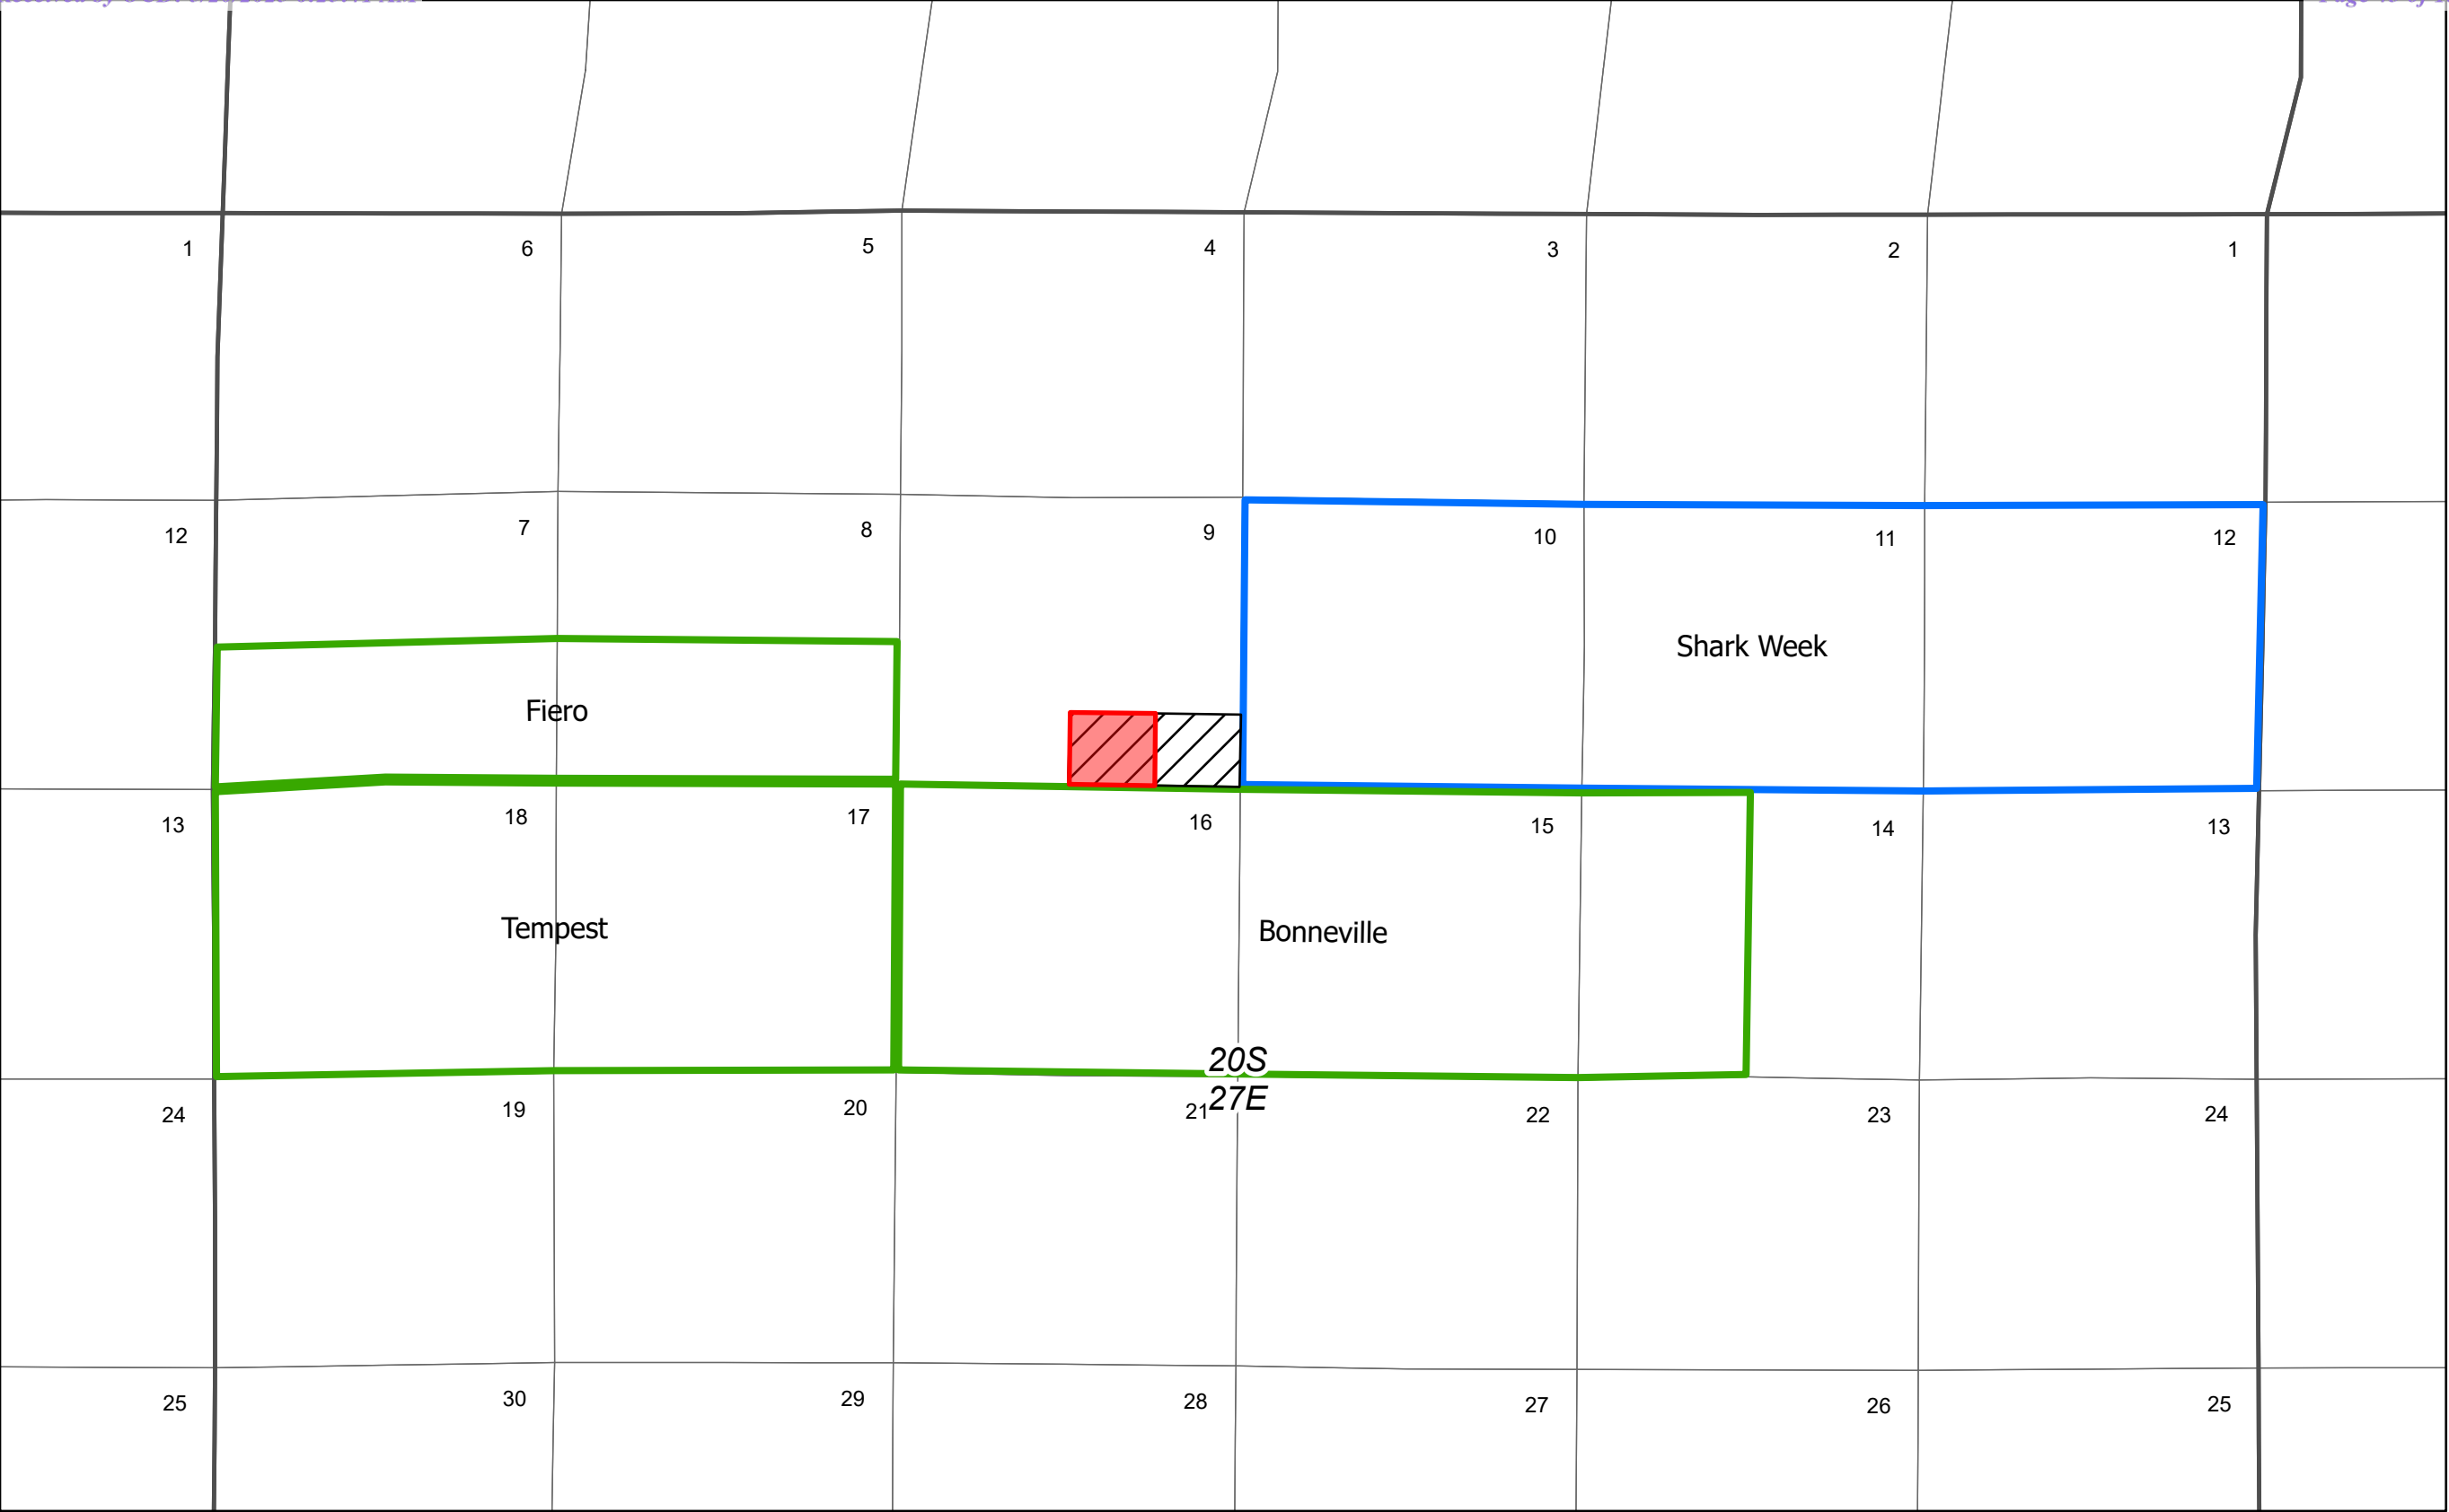 1 6 5 4 3 2 1
12 7 8 9 10 11 12
Shark Week
Fiero
13 18 17 16 15 14 13
Tempest Bonneville
20S
27E
24 19 20 21 22 23 24
25 30 29 28 27 26 25